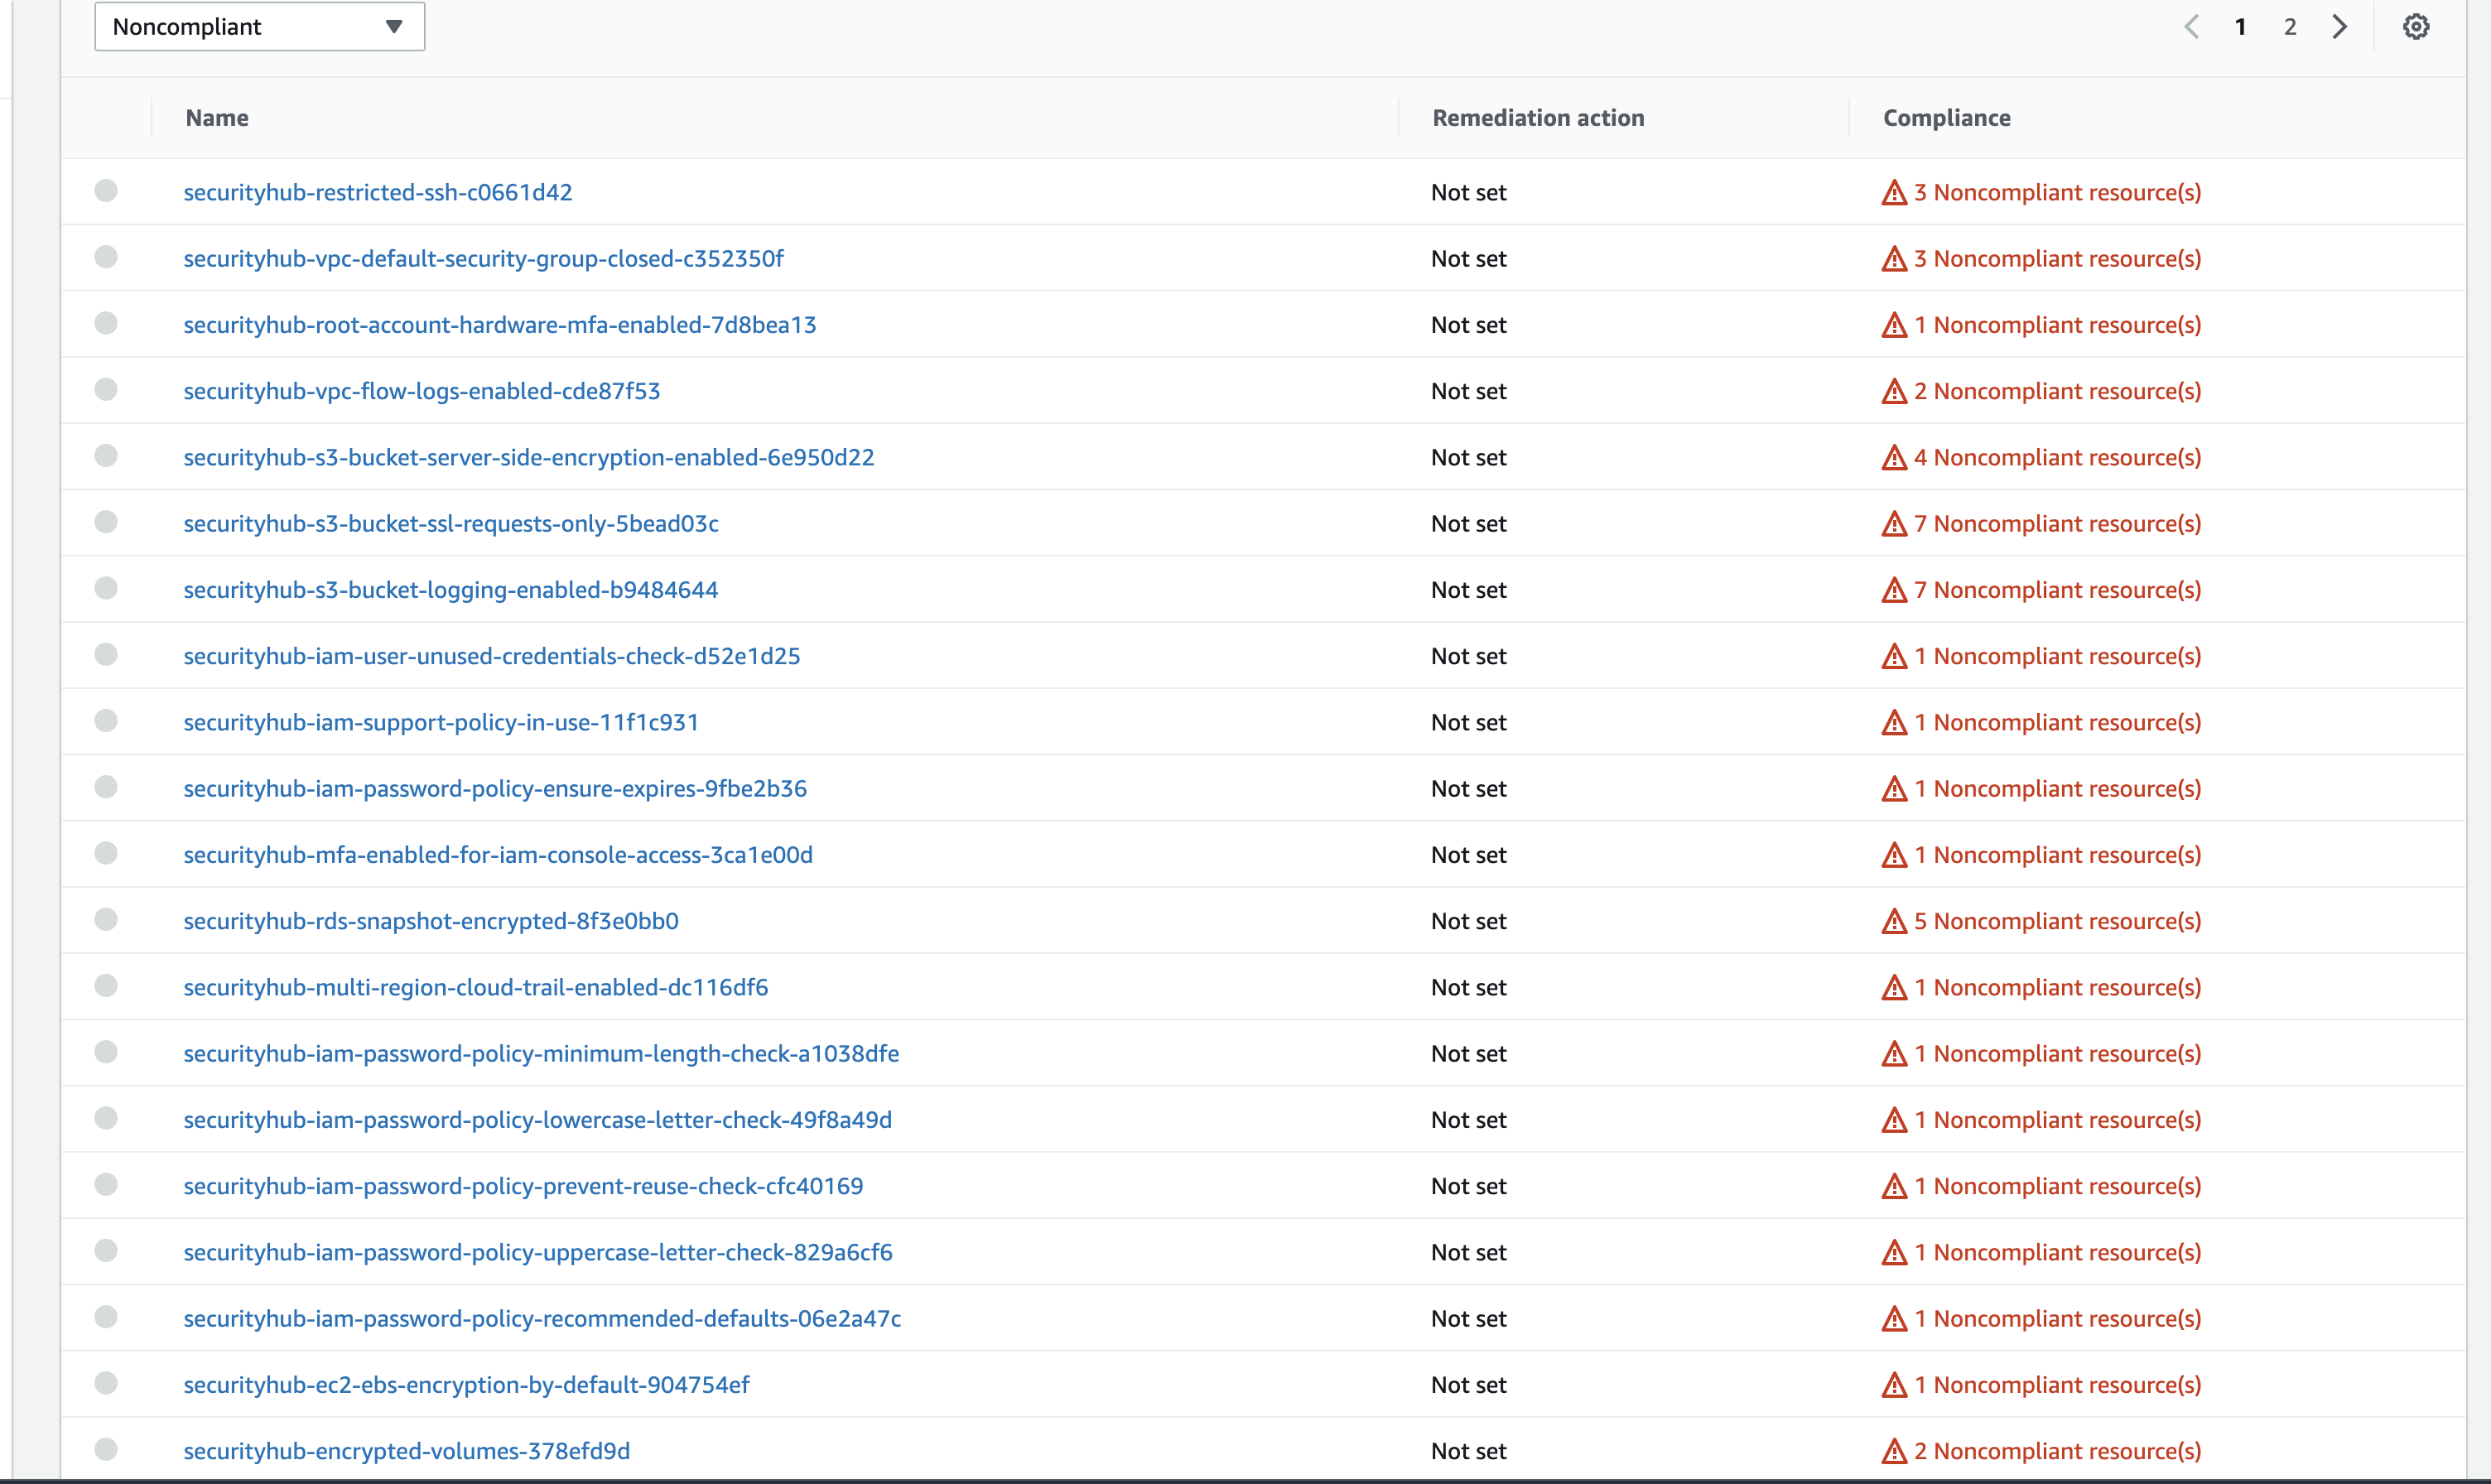 Noncompliant
1 2
Name Remediation action Compliance
securityhub-restricted-ssh-c0661d42 Not set 3 Noncompliant resource(s)
securityhub-vpc-default-security-group-closed-c352350f Not set 3 Noncompliant resource(s)
securityhub-root-account-hardware-mfa-enabled-7d8bea13 Not set 1 Noncompliant resource(s)
securityhub-vpc-flow-logs-enabled-cde87f53 Not set 2 Noncompliant resource(s)
securityhub-s3-bucket-server-side-encryption-enabled-6e950d22 Not set 4 Noncompliant resource(s)
securityhub-s3-bucket-ssl-requests-only-5bead03c Not set 7 Noncompliant resource(s)
securityhub-s3-bucket-logging-enabled-b9484644 Not set 7 Noncompliant resource(s)
securityhub-iam-user-unused-credentials-check-d52e1d25 Not set 1 Noncompliant resource(s)
securityhub-iam-support-policy-in-use-11f1c931 Not set 1 Noncompliant resource(s)
securityhub-iam-password-policy-ensure-expires-9fbe2b36 Not set 1 Noncompliant resource(s)
securityhub-mfa-enabled-for-iam-console-access-3ca1e00d Not set 1 Noncompliant resource(s)
securityhub-rds-snapshot-encrypted-8f3e0bb0 Not set 5 Noncompliant resource(s)
securityhub-multi-region-cloud-trail-enabled-dc116df6 Not set 1 Noncompliant resource(s)
securityhub-iam-password-policy-minimum-length-check-a1038dfe Not set 1 Noncompliant resource(s)
securityhub-iam-password-policy-lowercase-letter-check-49f8a49d Not set 1 Noncompliant resource(s)
securityhub-iam-password-policy-prevent-reuse-check-cfc40169 Not set 1 Noncompliant resource(s)
securityhub-iam-password-policy-uppercase-letter-check-829a6cf6 Not set 1 Noncompliant resource(s)
securityhub-iam-password-policy-recommended-defaults-06e2a47c Not set 1 Noncompliant resource(s)
securityhub-ec2-ebs-encryption-by-default-904754ef Not set 1 Noncompliant resource(s)
securityhub-encrypted-volumes-378efd9d Not set 2 Noncompliant resource(s)